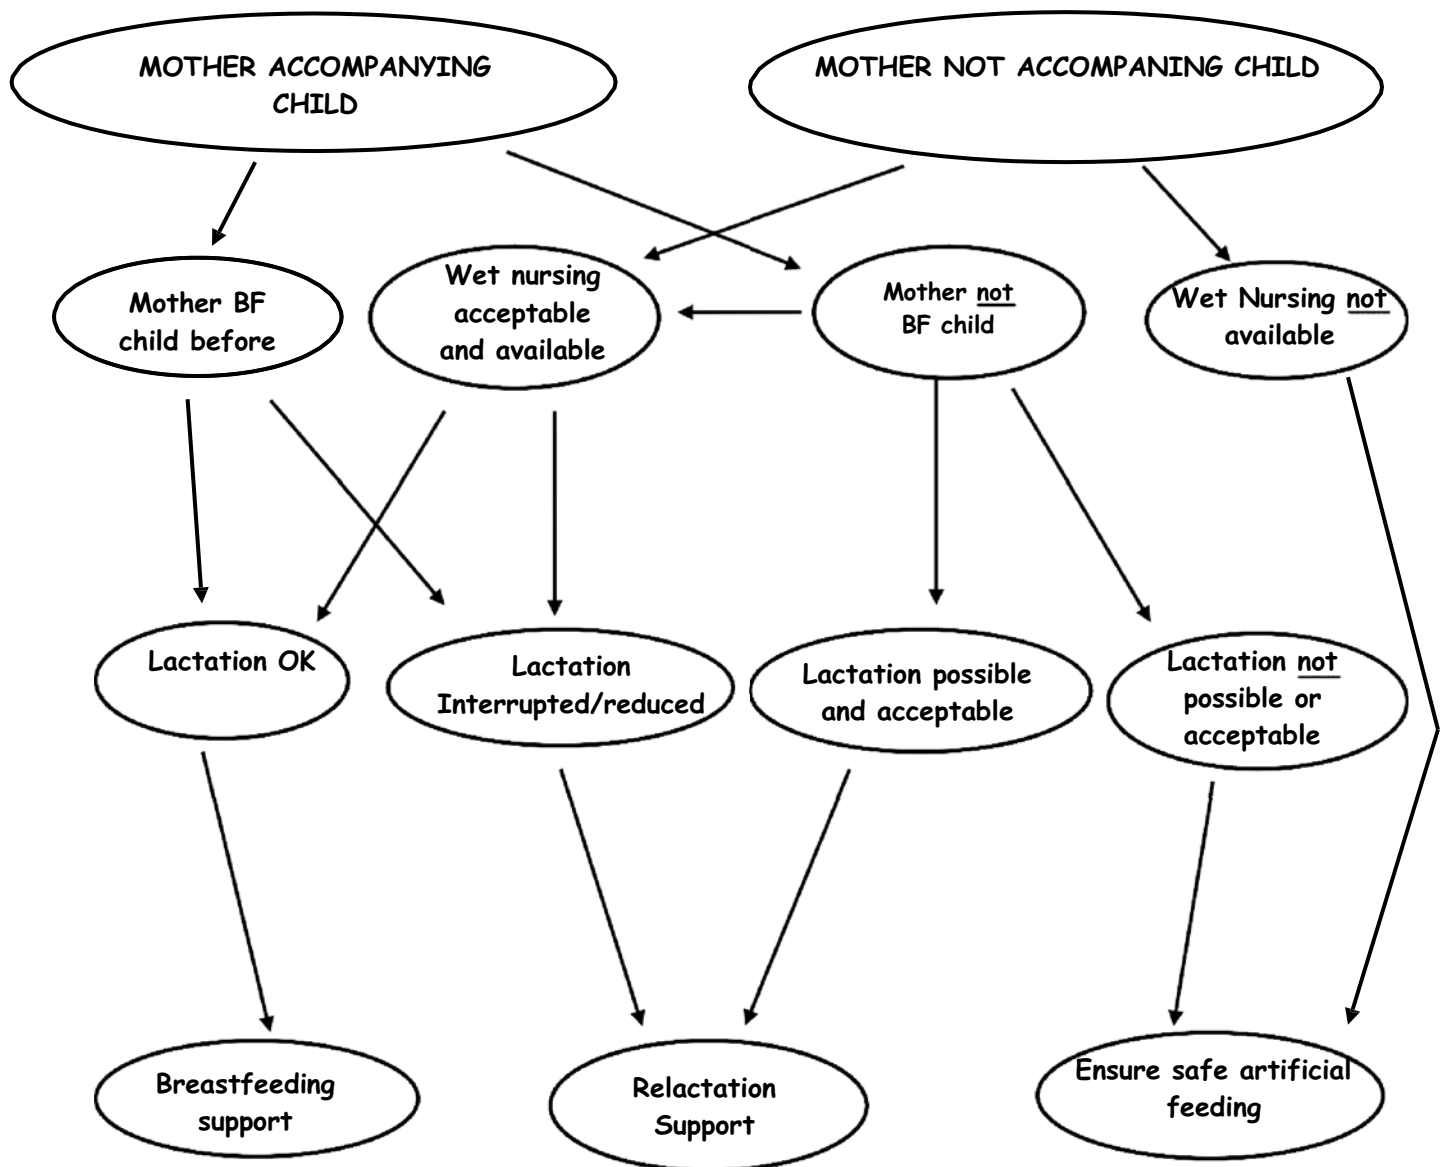 MOTHER ACCOMPANYING
CHILD
MOTHER NOT ACCOMPANING CHILD
Mother BF
child before
Wet nursing
acceptable
and available
Mother not
BF child
Wet Nursing not
available
Lactation OK
Lactation
Interrupted/reduced
Lactation possible
and acceptable
Lactation not
possible or
acceptable
Breastfeeding
support
Relactation
Support
Ensure safe artificial
feeding